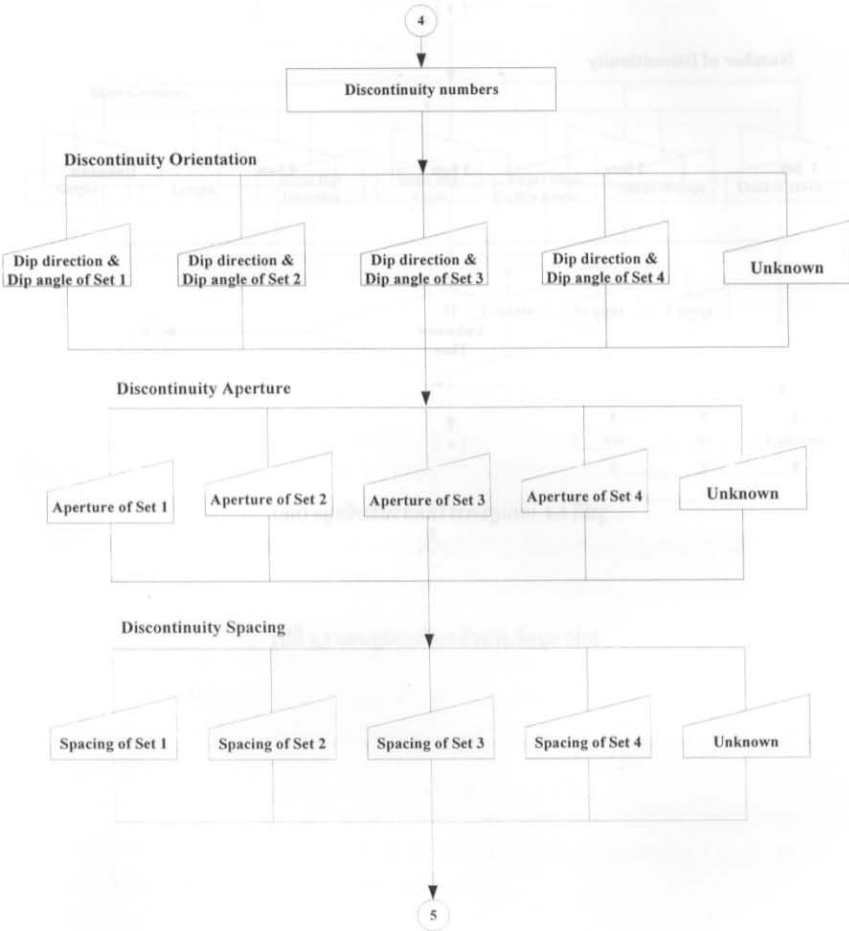 4
Discontinuity numbers
Discontinuity Orientation
Dip direction &
Dip angle of Set 1
Dip direction &
Dip angle of Set 2
Dip direction &
Dip angle of Set 3
Dip direction &
Dip angle of Set 4
Unknown
Discontinuity Aperture
Aperture of Set 1
Aperture of Set 2
Aperture of Set 3
Aperture of Set 4
Unknown
Discontinuity Spacing
Spacing of Set 1
Spacing of Set 2
Spacing of Set 3
Spacing of Set 4
Unknown
5